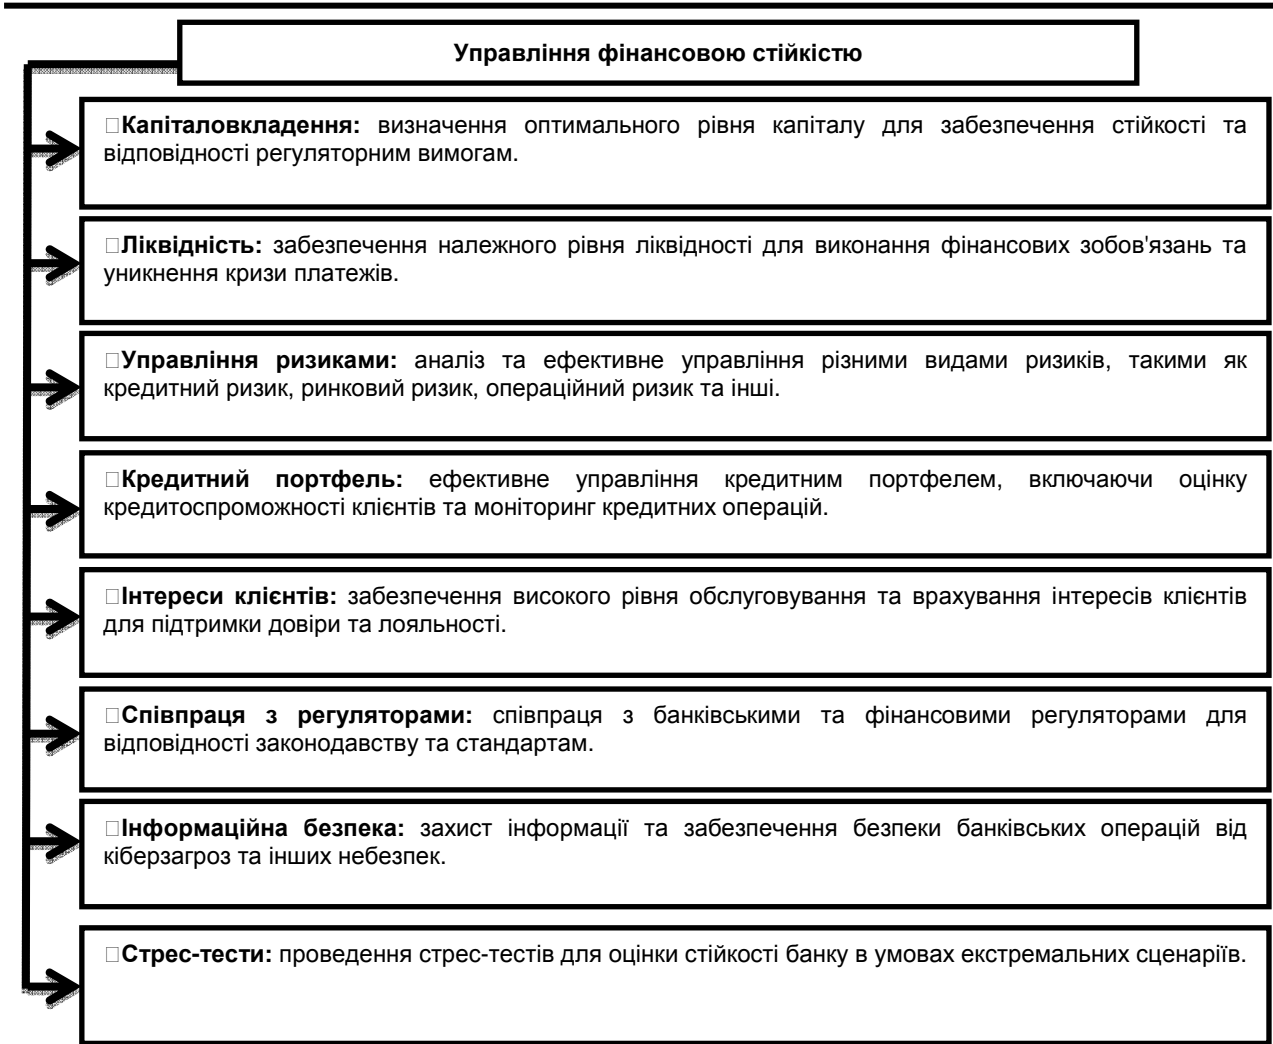 Управління фінансовою стійкістю
□Капіталовкладення: визначення оптимального рівня капіталу для забезпечення стійкості та
відповідності регуляторним вимогам.
□Ліквідність: забезпечення належного рівня ліквідності для виконання фінансових зобов'язань та
уникнення кризи платежів.
□Управління ризиками: аналіз та ефективне управління різними видами ризиків, такими як
кредитний ризик, ринковий ризик, операційний ризик та інші.
□Кредитний портфель: ефективне управління кредитним портфелем, включаючи оцінку
кредитоспроможності клієнтів та моніторинг кредитних операцій.
□Інтереси клієнтів: забезпечення високого рівня обслуговування та врахування інтересів клієнтів
для підтримки довіри та лояльності.
□Співпраця з регуляторами: співпраця з банківськими та фінансовими регуляторами для
відповідності законодавству та стандартам.
□Інформаційна безпека: захист інформації та забезпечення безпеки банківських операцій від
кіберзагроз та інших небезпек.
□Стрес-тести: проведення стрес-тестів для оцінки стійкості банку в умовах екстремальних сценаріїв.